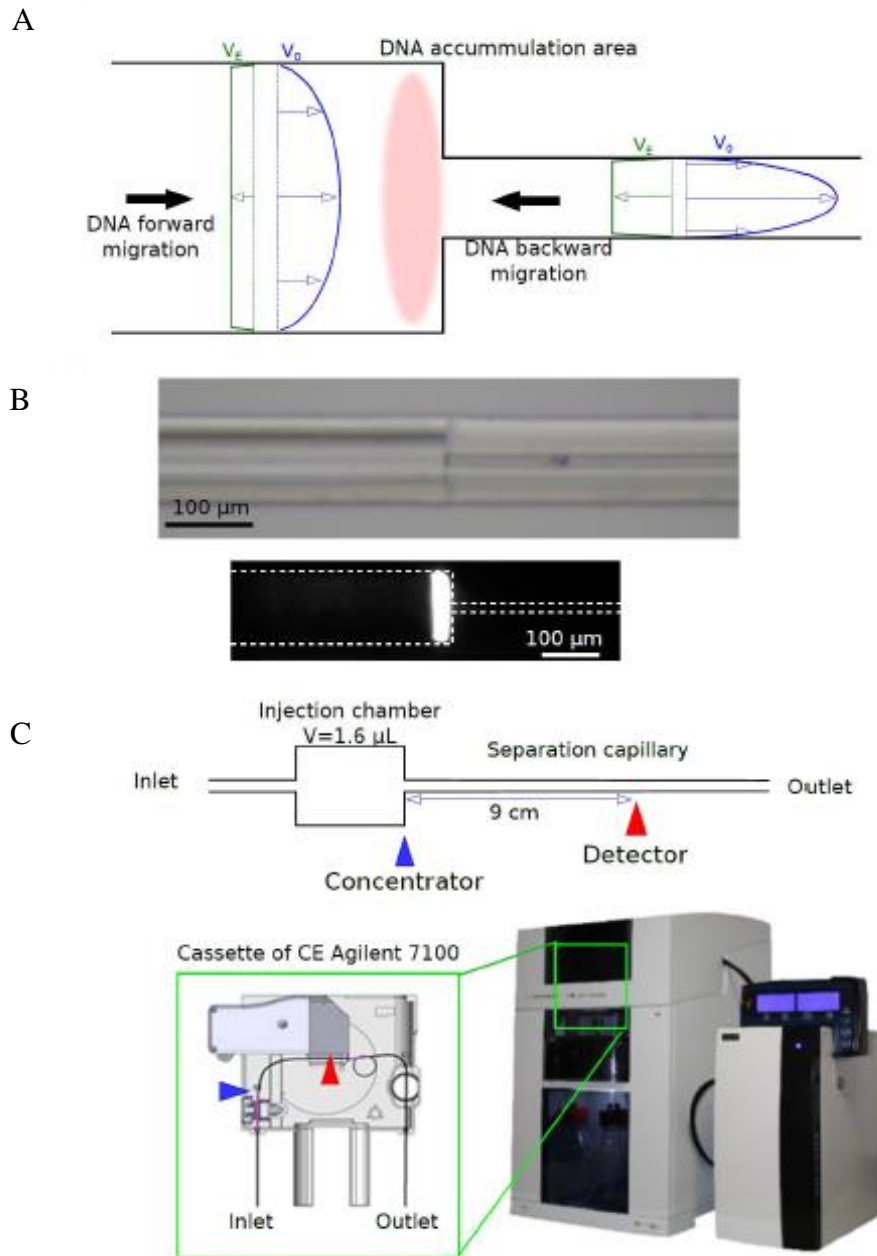 A
V_E
V_0
DNA accummulation area
V_E
V_0
DNA forward
migration
DNA backward
migration
B
100 µm
100 µm
C
Injection chamber
V=1.6 µL
Separation capillary
Inlet
Outlet
9 cm
Detector
Concentrator
Cassette of CE Agilent 7100
Inlet
Outlet